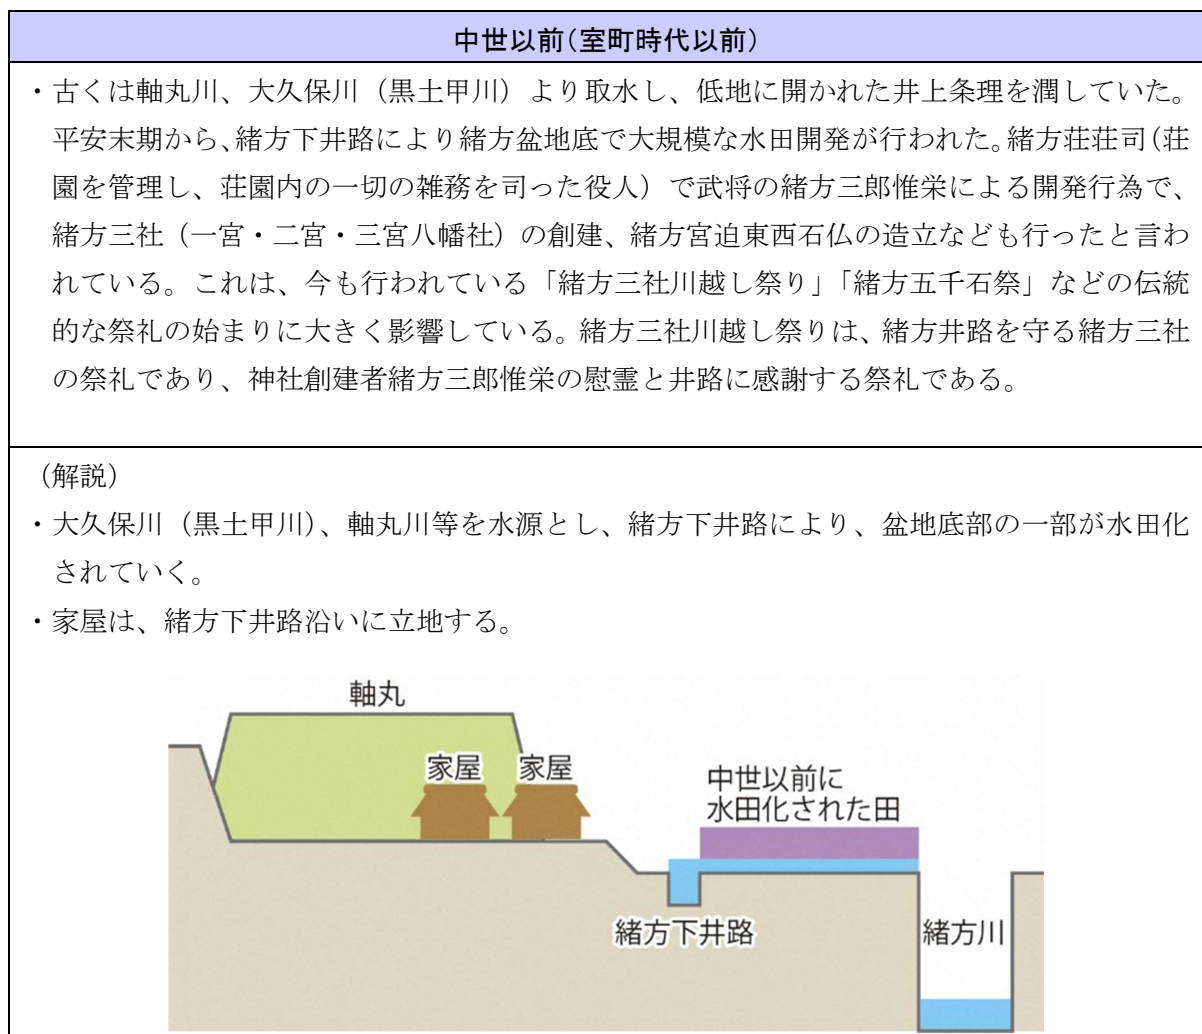 中世以前(室町時代以前)
・古くは軸丸川、大久保川（黒土甲川）より取水し、低地に開かれた井上条理を潤していた。
平安末期から、緒方下井路により緒方盆地底で大規模な水田開発が行われた。緒方荘荘司（荘
園を管理し、荘園内の一切の雑務を司った役人）で武将の緒方三郎惟栄による開発行為で、
緒方三社（一宮・二宮・三宮八幡社）の創建、緒方宮迫東西石仏の造立なども行ったと言わ
れている。これは、今も行われている「緒方三社川越し祭り」「緒方五千石祭」などの伝統
的な祭礼の始まりに大きく影響している。緒方三社川越し祭りは、緒方井路を守る緒方三社
の祭礼であり、神社創建者緒方三郎惟栄の慰霊と井路に感謝する祭礼である。
（解説）
・大久保川（黒土甲川）、軸丸川等を水源とし、緒方下井路により、盆地底部の一部が水田化
されていく。
・家屋は、緒方下井路沿いに立地する。
軸丸
家屋 家屋
中世以前に
水田化された田
緒方下井路
緒方川